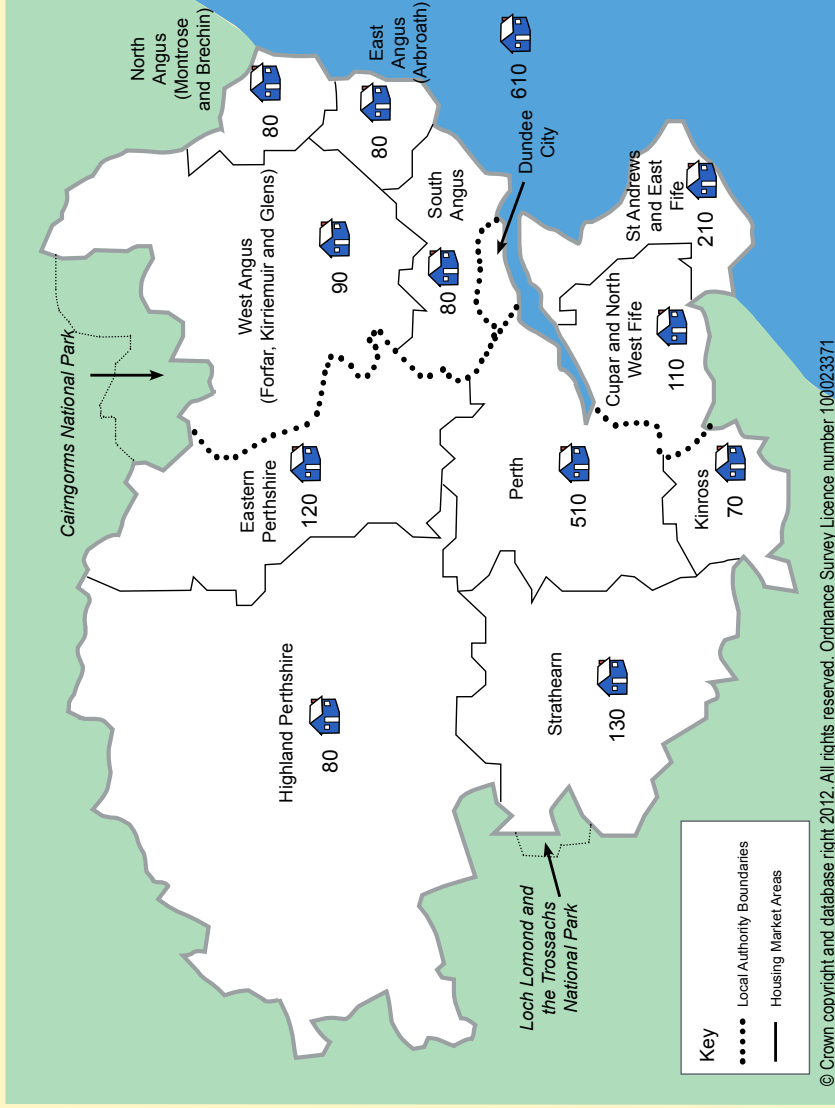 Cairngorms National Park
North
Angus
(Montrose
and Brechin)
80
East
Angus
(Arbroath)
80
West Angus
(Forfar, Kirriemuir and Glens)
90
South
Angus
80
Dundee
City
610
Eastern
Perthshire
120
Highland Perthshire
80
Perth
510
Strathearn
130
Kinross
70
Cupar and North
West Fife
110
St Andrews
and East
Fife
210
Loch Lomond and
the Trossachs
National Park
Key
Local Authority Boundaries
Housing Market Areas
© Crown copyright and database right 2012. All rights reserved. Ordnance Survey Licence number 100023371